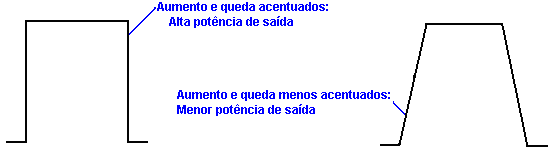 Aumento e queda acentuados:
Alta potência de saída
Aumento e queda menos acentuados:
Menor potência de saída